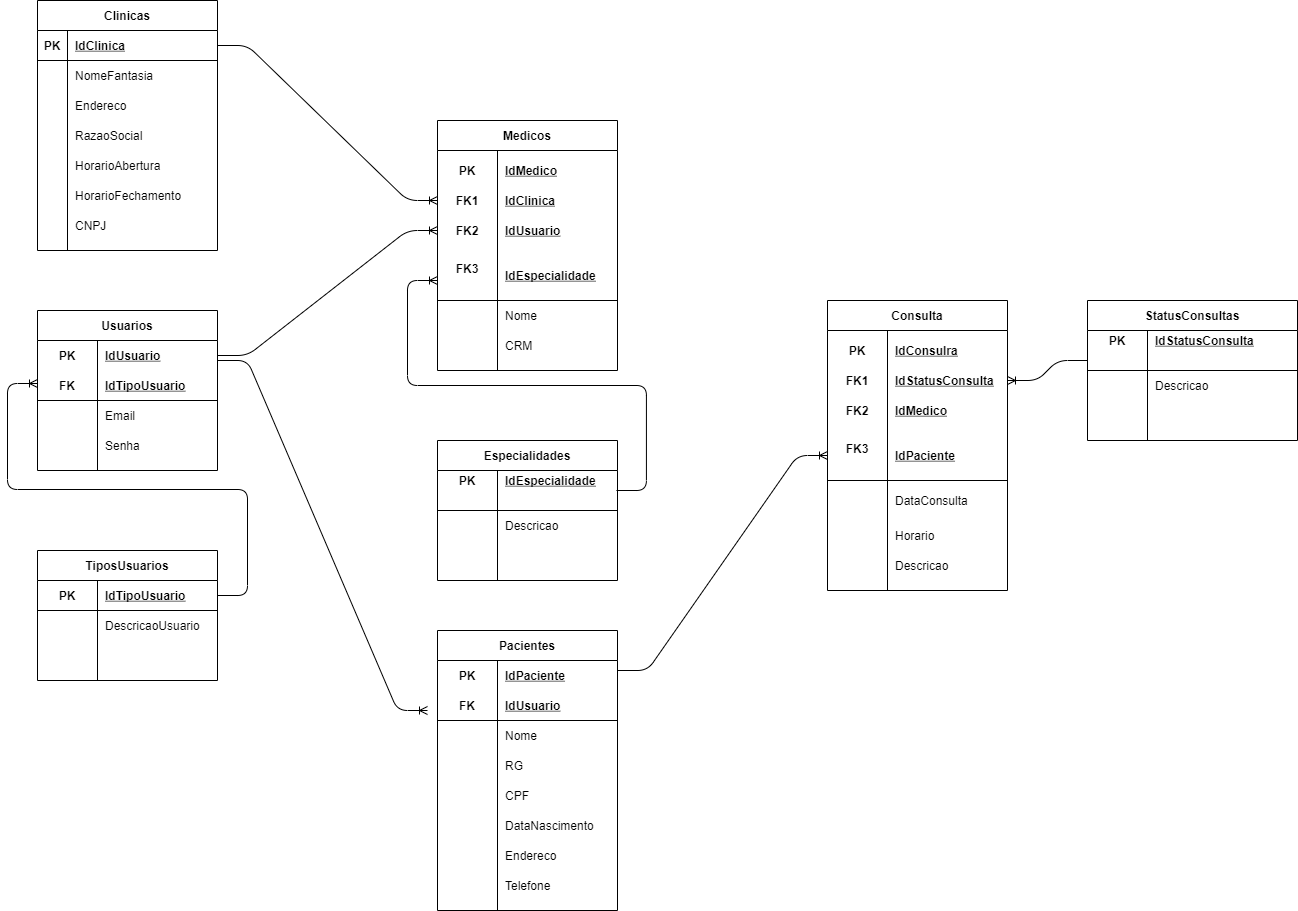 Clinicas
PK IdClinica
NomeFantasia
Endereco
RazaoSocial
HorarioAbertura
HorarioFechamento
CNPJ
Medicos
PK IdMedico
FK1 IdClinica
FK2 IdUsuario
FK3 IdEspecialidade
Nome
CRM
Usuarios
PK IdUsuario
FK IdTipoUsuario
Email
Senha
Consulta
PK IdConsulra
FK1 IdStatusConsulta
FK2 IdMedico
FK3 IdPaciente
DataConsulta
Horario
Descricao
StatusConsultas
PK IdStatusConsulta
Descricao
Especialidades
PK IdEspecialidade
Descricao
TiposUsuarios
PK IdTipoUsuario
DescricaoUsuario
Pacientes
PK IdPaciente
FK IdUsuario
Nome
RG
CPF
DataNascimento
Endereco
Telefone